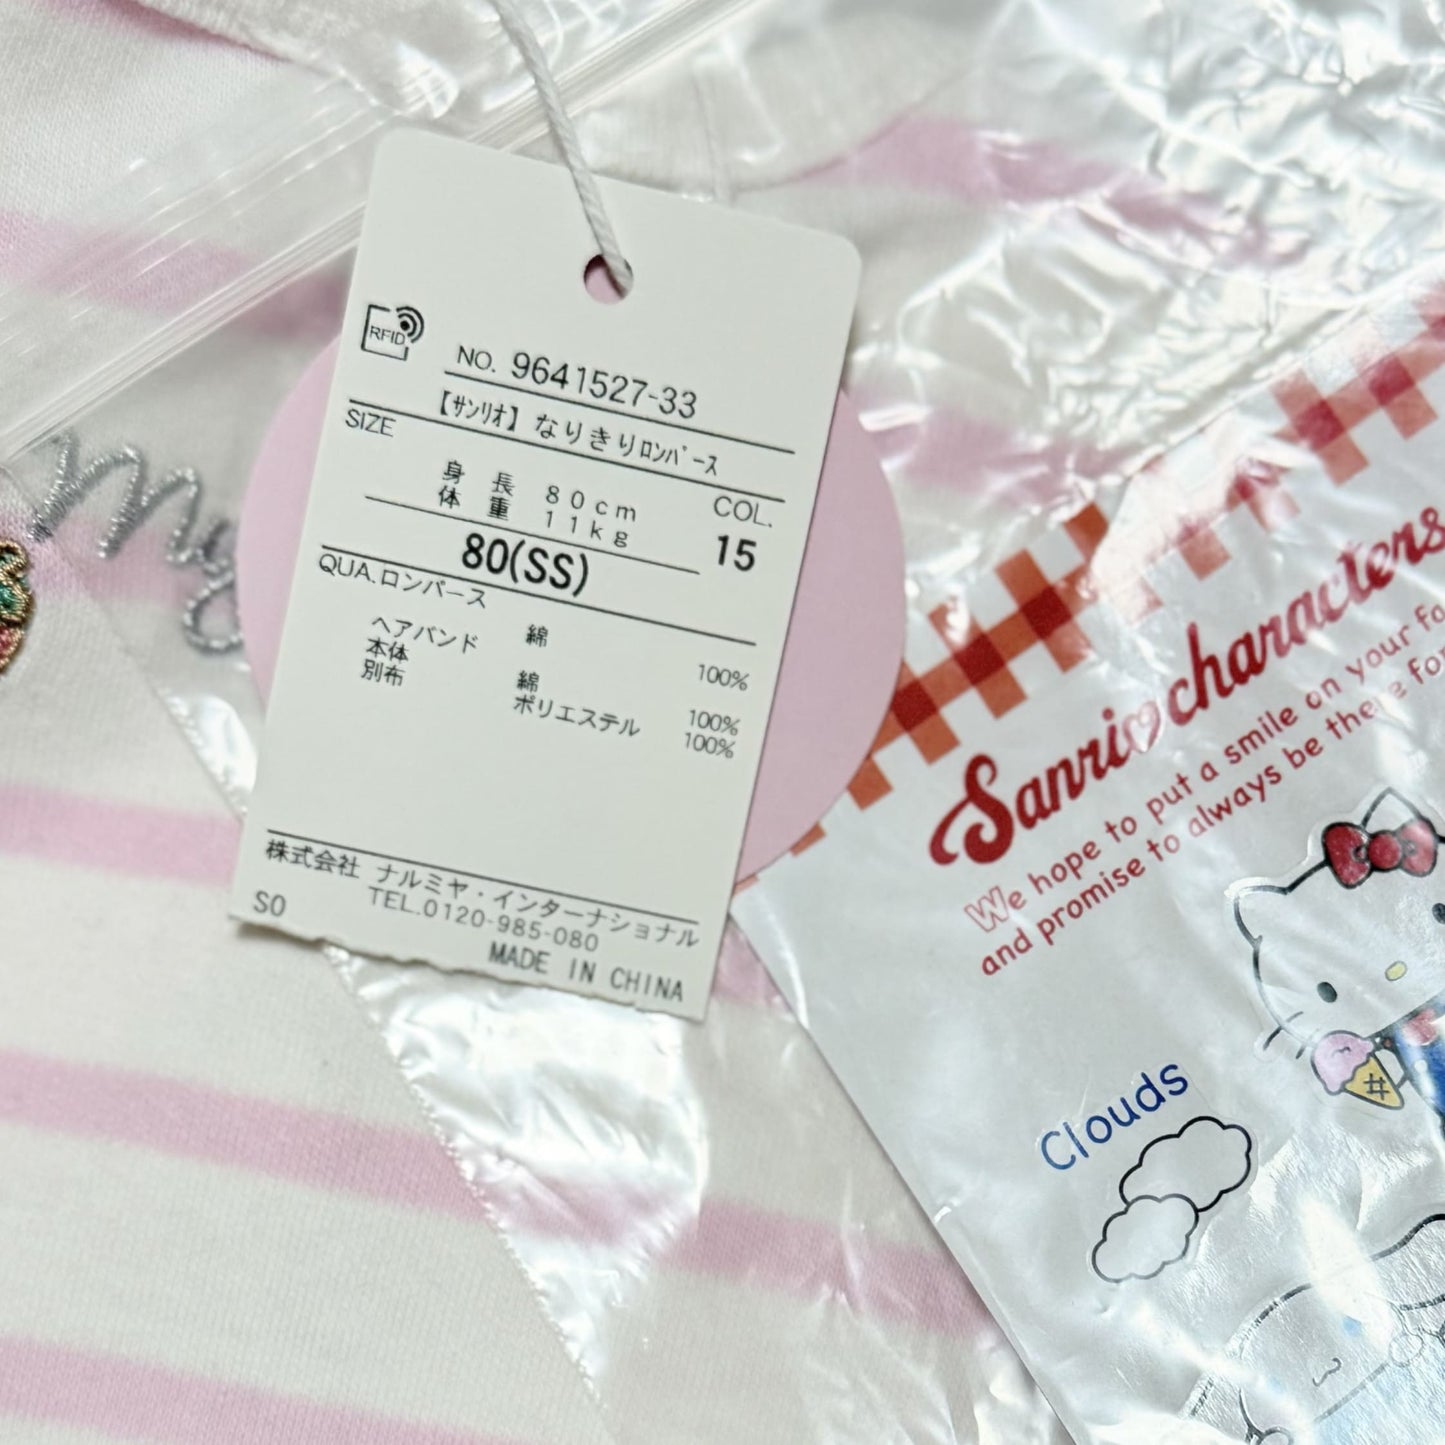 RFID
NO. 9641527-33
【サンリオ】なりきりロンパース
SIZE
身長 80cm
体重 11kg
COL.
80(SS)
15
QUA.ロンパース
綿 100%
ヘアバンド
本体 綿 100%
別布 ポリエステル 100%
株式会社 ナルミヤ・インターナショナル
TEL.0120-985-080
S0
MADE IN CHINA
My
Sanrio characters
We hope to put a smile on your
and promise to always be there for
Clouds